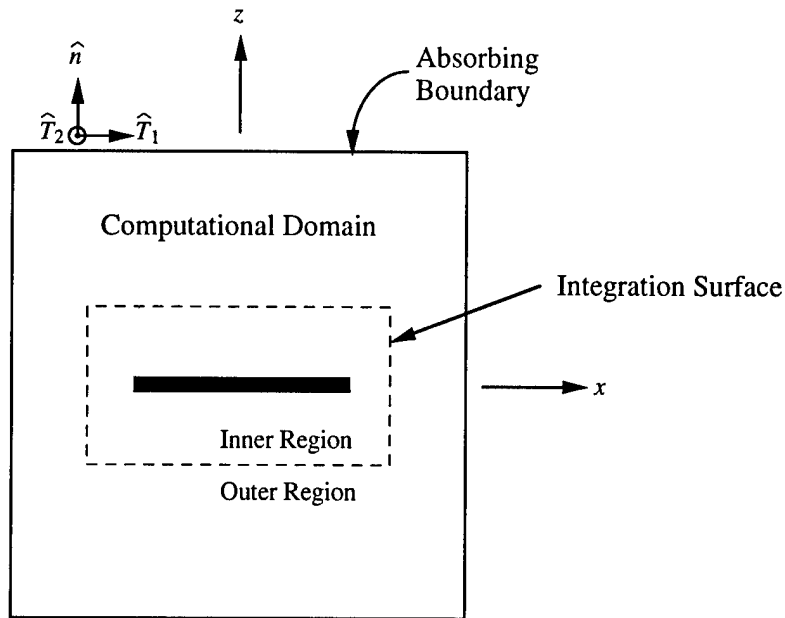 z
n̂
Absorbing
Boundary
T̂₂ T̂₁
Computational Domain
Integration Surface
x
Inner Region
Outer Region